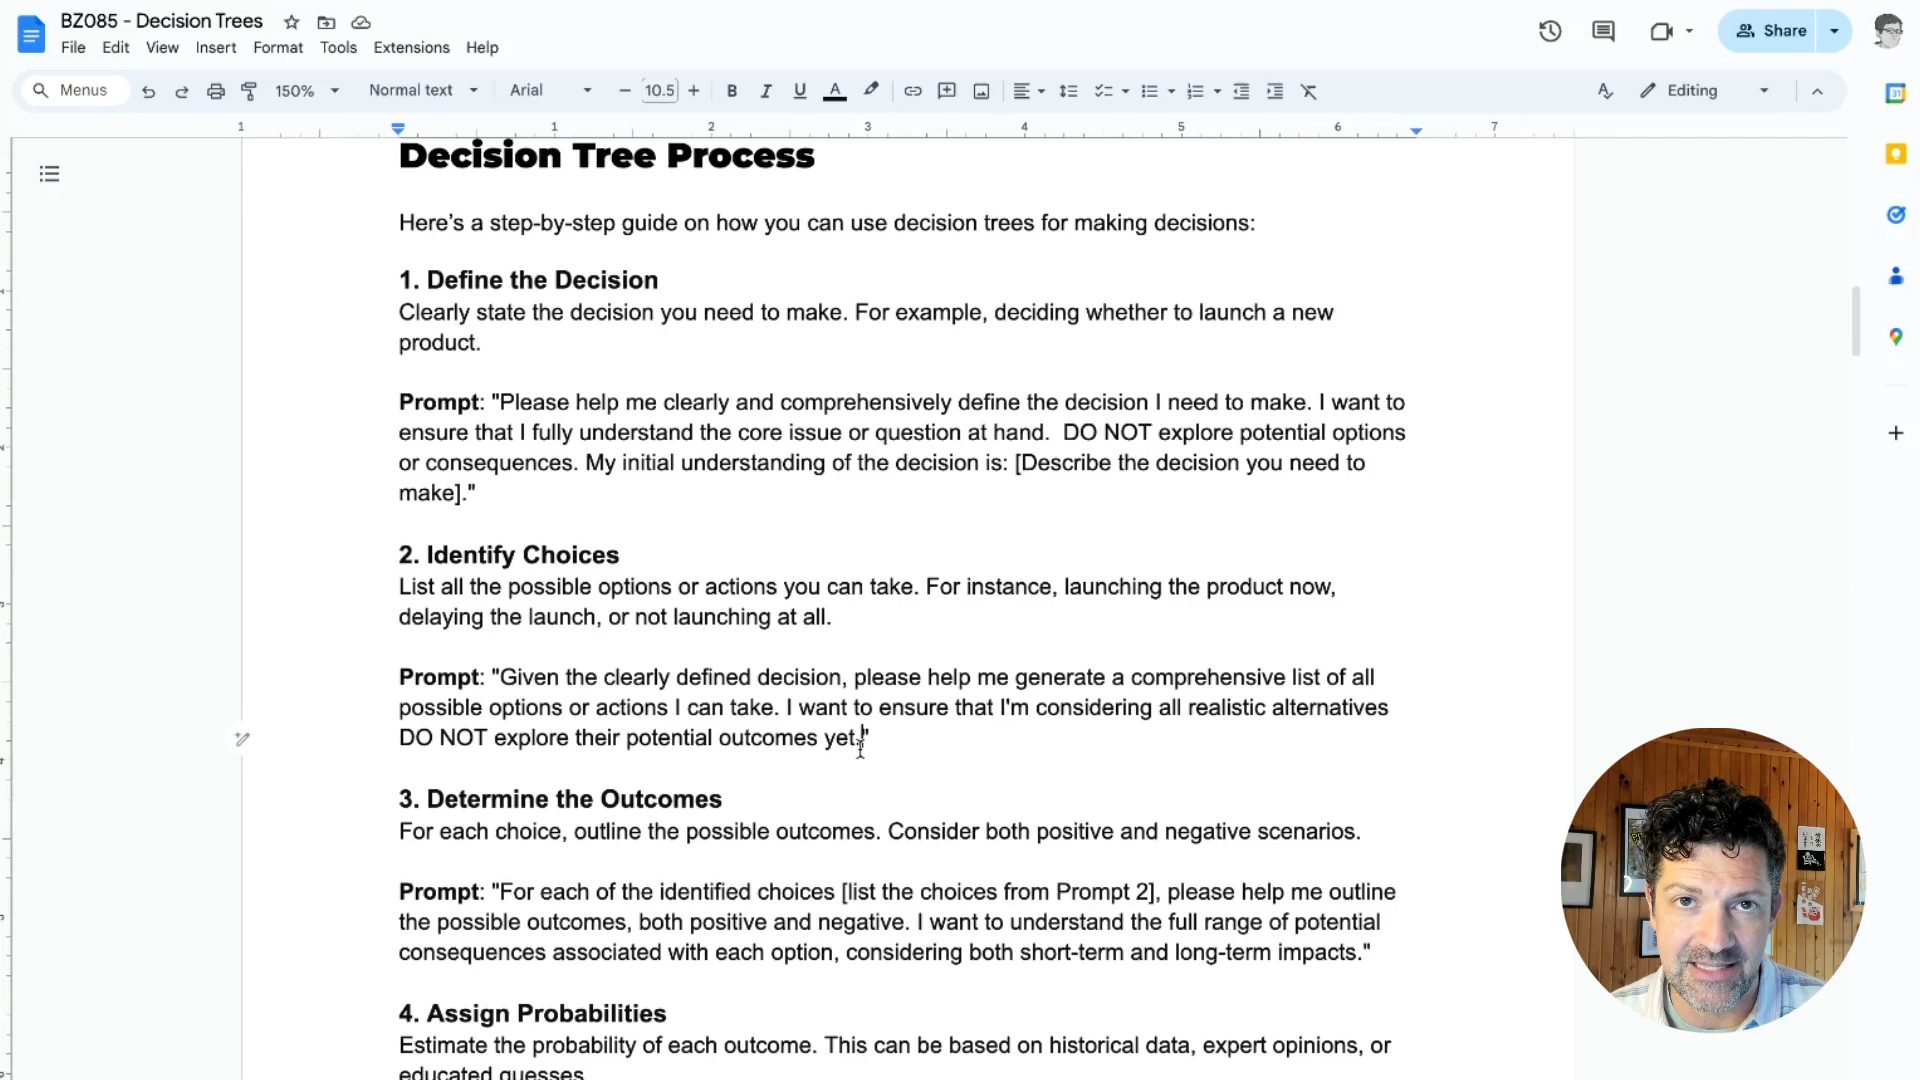 BZ085 - Decision Trees
File Edit View Insert Format Tools Extensions Help
Share
Menus 150% Normal text Arial 10.5 B I U A Editing
1 1 2 3 4 5 6 7
Decision Tree Process
Here’s a step-by-step guide on how you can use decision trees for making decisions:
1. Define the Decision
Clearly state the decision you need to make. For example, deciding whether to launch a new
product.
Prompt: "Please help me clearly and comprehensively define the decision I need to make. I want to
ensure that I fully understand the core issue or question at hand.  DO NOT explore potential options
or consequences. My initial understanding of the decision is: [Describe the decision you need to
make]."
2. Identify Choices
List all the possible options or actions you can take. For instance, launching the product now,
delaying the launch, or not launching at all.
Prompt: "Given the clearly defined decision, please help me generate a comprehensive list of all
possible options or actions I can take. I want to ensure that I'm considering all realistic alternatives
DO NOT explore their potential outcomes yet."
3. Determine the Outcomes
For each choice, outline the possible outcomes. Consider both positive and negative scenarios.
Prompt: "For each of the identified choices [list the choices from Prompt 2], please help me outline
the possible outcomes, both positive and negative. I want to understand the full range of potential
consequences associated with each option, considering both short-term and long-term impacts."
4. Assign Probabilities
Estimate the probability of each outcome. This can be based on historical data, expert opinions, or
educated guesses